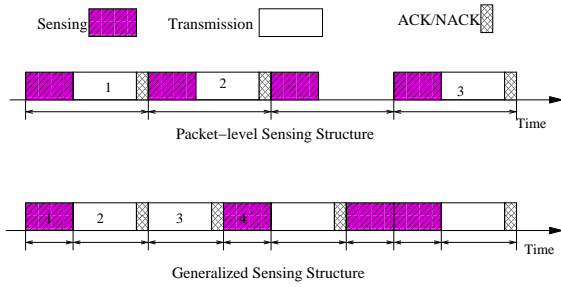 Sensing Transmission ACK/NACK
1 2 3
Time
Packet−level Sensing Structure
1 2 3 4
Time
Generalized Sensing Structure